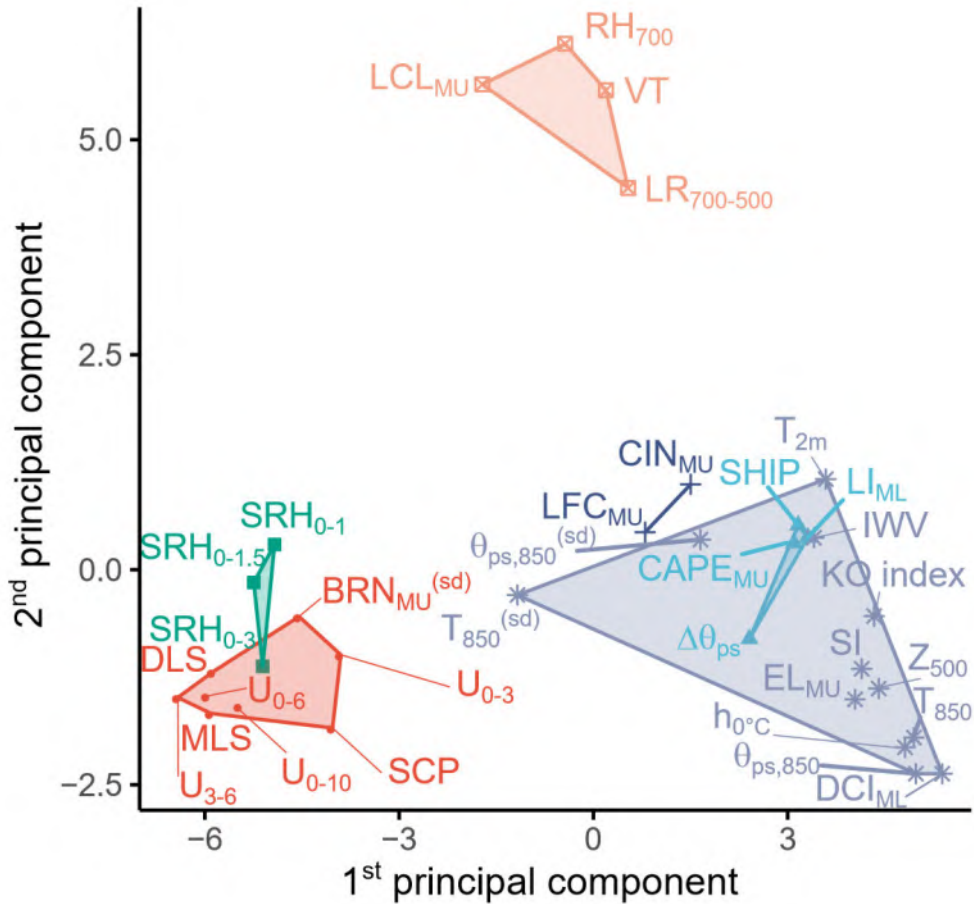 RH700
LCLMU
VT
LR700-500
5.0
2nd principal component
2.5
T2m
CINMU
SHIP
LIML
LFCMU
IWV
SRH0-1
θps,850(sd)
SRH0-1.5
CAPEMU
KO index
0.0
BRNMU(sd)
T850(sd)
SRH0-3
Δθps
SI
Z500
DLS
U0-6
U0-3
ELMU
T850
h0°C
MLS
SCP
θps,850
U3-6
U0-10
DCIML
−2.5
−6
−3
0
3
1st principal component